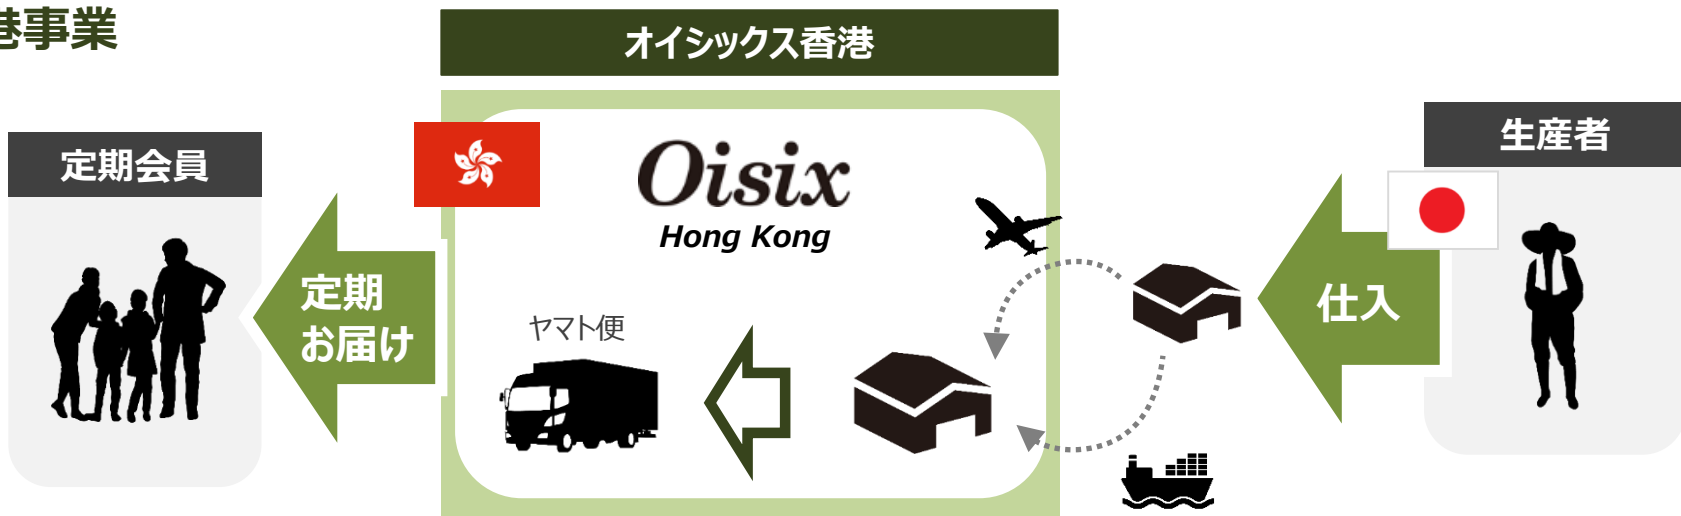 港事業
オイシックス香港
定期会員
生産者
Oisix
Hong Kong
定期
お届け
ヤマト便
仕入